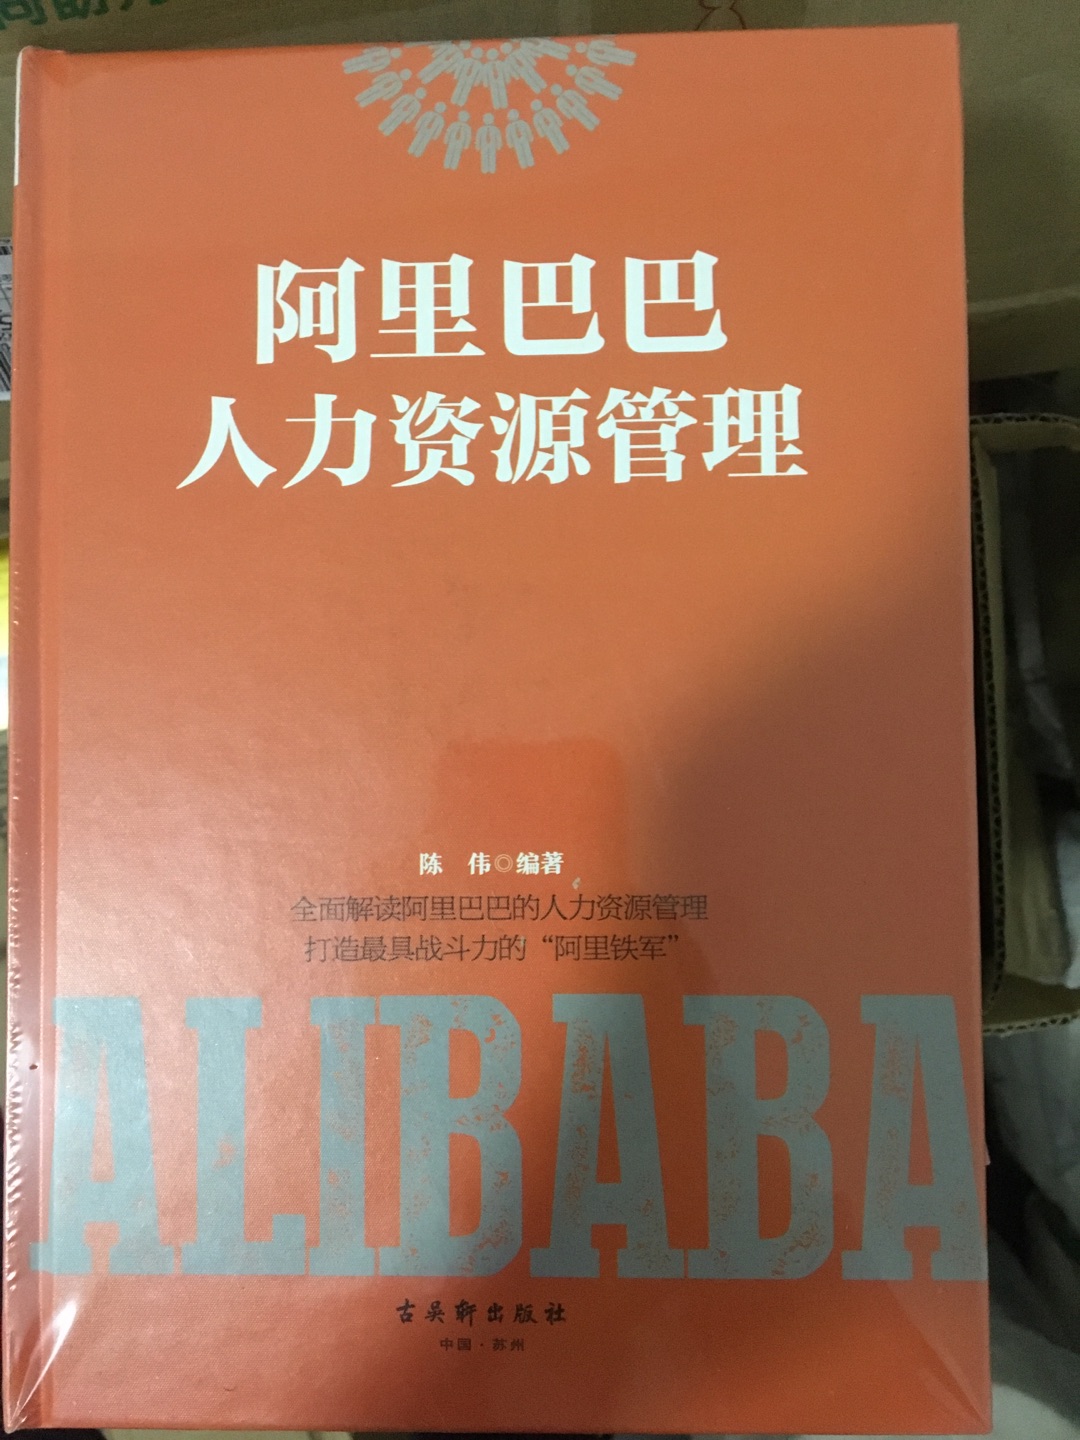 阿里巴巴
人力资源管理
陈 伟◎编著
全面解读阿里巴巴的人力资源管理
打造最具战斗力的“阿里铁军”
ALIBABA
古吴轩出版社
中国·苏州